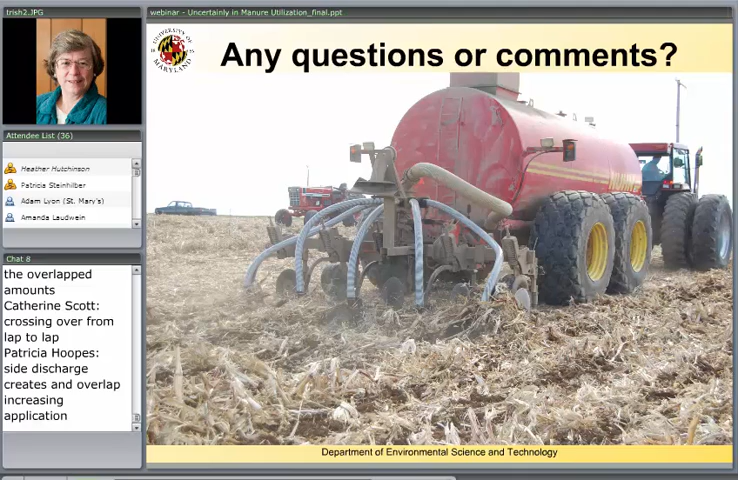 trish2.JPG
webinar - Uncertainly in Manure Utilization_final.ppt
UNIVERSITY OF
MARYLAND
Any questions or comments?
Attendee List (36)
Heather Hutchinson
Patricia Steinhilber
Adam Lyon (St. Mary's)
Amanda Laudwein
Chat 8
the overlapped
amounts
Catherine Scott:
crossing over from
lap to lap
Patricia Hoopes:
side discharge
creates and overlap
increasing
application
Department of Environmental Science and Technology